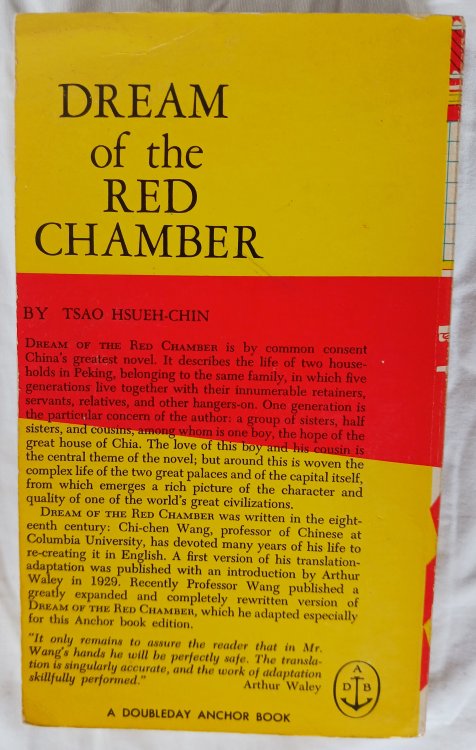 DREAM
of the
RED
CHAMBER
BY TSAO HSUEH-CHIN
DREAM OF THE RED CHAMBER is by common consent
China's greatest novel. It describes the life of two house-
holds in Peking, belonging to the same family, in which five
generations live together with their innumerable retainers,
servants, relatives, and other hangers-on. One generation is
the particular concern of the author: a group of sisters, half
sisters, and cousins, among whom is one boy, the hope of the
great house of Chia. The love of this boy and his cousin is
the central theme of the novel; but around this is woven the
complex life of the two great palaces and of the capital itself,
from which emerges a rich picture of the character and
quality of one of the world's great civilizations.
DREAM OF THE RED CHAMBER was written in the eight-
eenth century: Chi-chen Wang, professor of Chinese at
Columbia University, has devoted many years of his life to
re-creating it in English. A first version of his translation-
adaptation was published with an introduction by Arthur
Waley in 1929. Recently Professor Wang published a
greatly expanded and completely rewritten version of
DREAM OF THE RED CHAMBER, which he adapted especially
for this Anchor book edition.
"It only remains to assure the reader that in Mr.
Wang's hands he will be perfectly safe. The transla-
tion is singularly accurate, and the work of adaptation
skillfully performed."
Arthur Waley
A
D B
A DOUBLEDAY ANCHOR BOOK